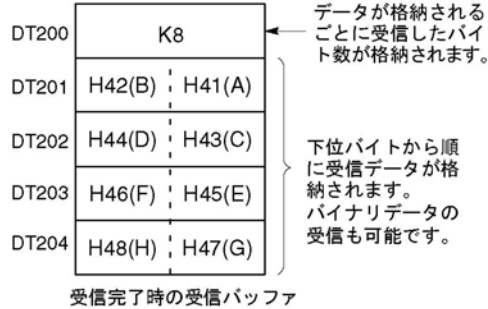 DT200 K8
データが格納される
ごとに受信したバイ
ト数が格納されます。
DT201 H42(B) H41(A)
DT202 H44(D) H43(C)
DT203 H46(F) H45(E)
DT204 H48(H) H47(G)
下位バイトから順
に受信データが格
納されます。
バイナリデータの
受信も可能です。
受信完了時の受信バッファ